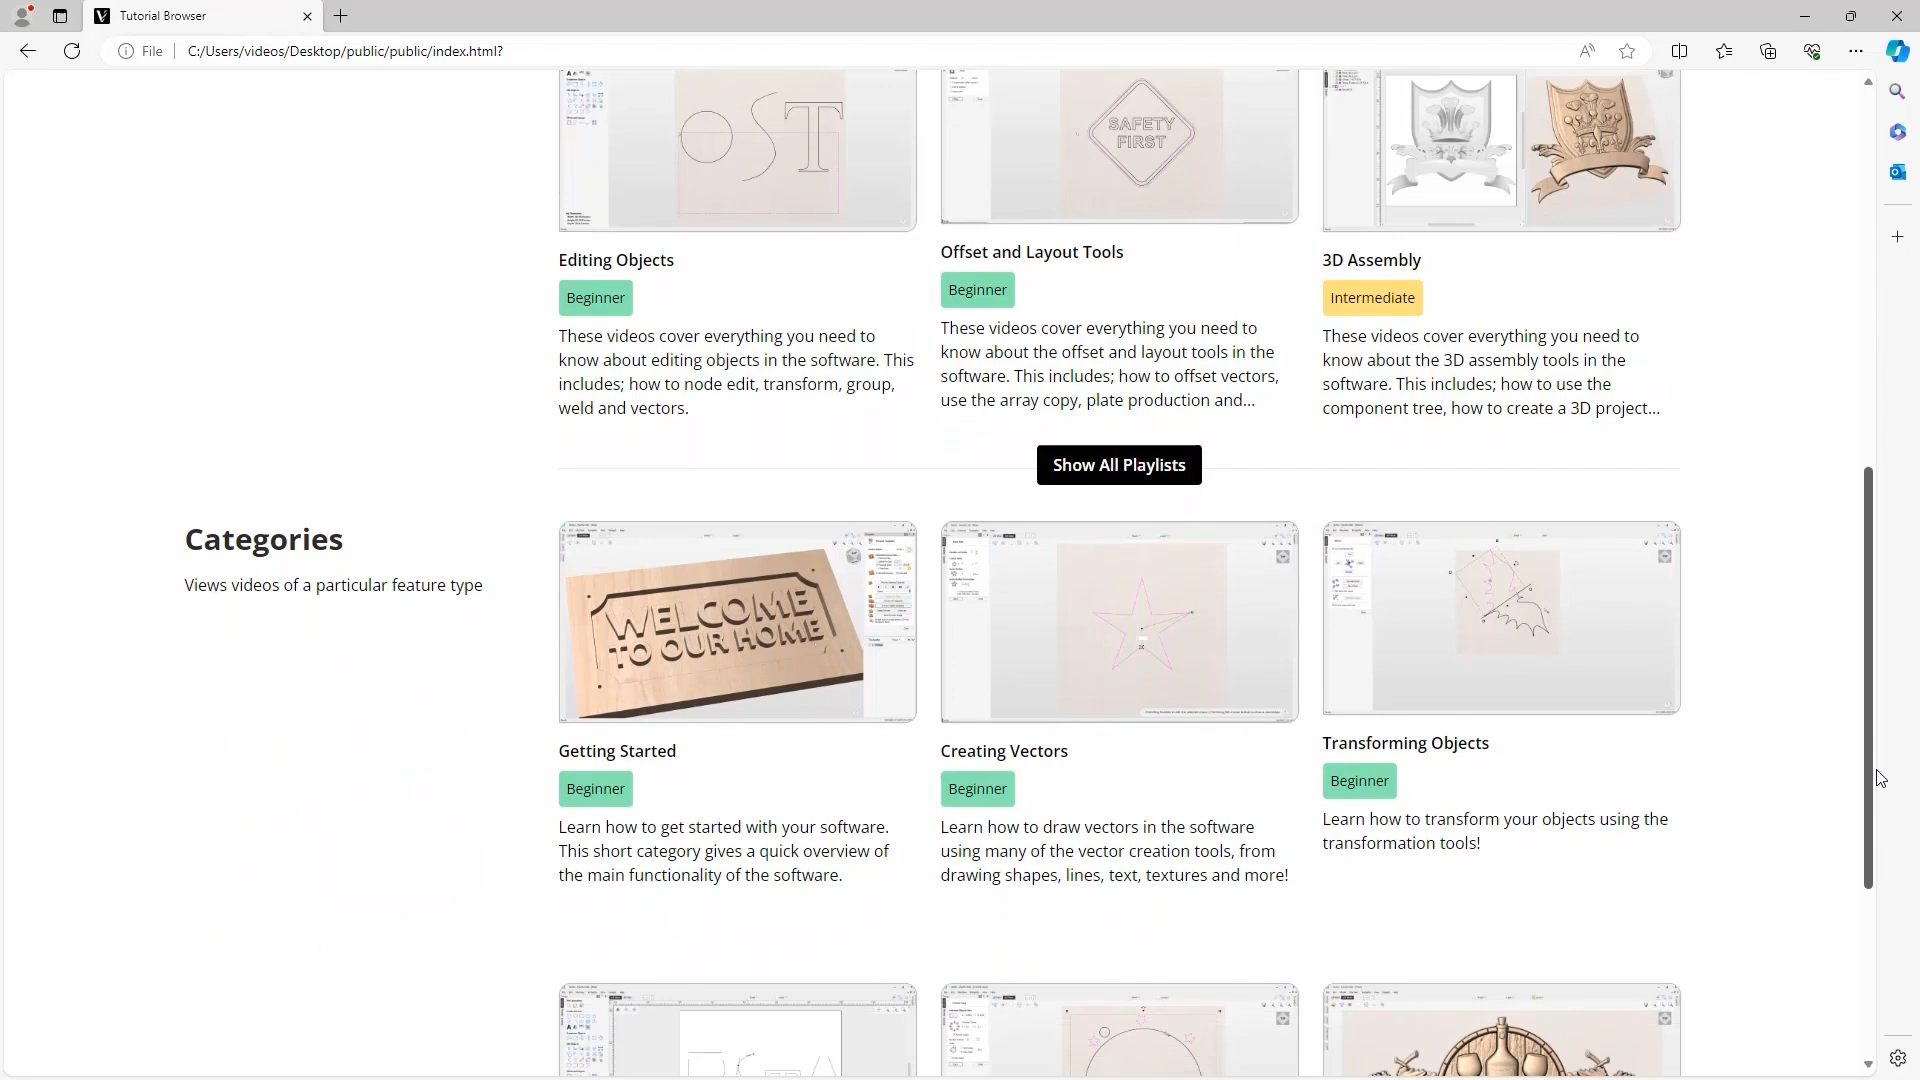 Tutorial Browser
File
C:/Users/videos/Desktop/public/public/index.html?
OST
SAFETY
FIRST
Editing Objects
Beginner
These videos cover everything you need to
know about editing objects in the software. This
includes; how to node edit, transform, group,
weld and vectors.
Offset and Layout Tools
Beginner
These videos cover everything you need to
know about the offset and layout tools in the
software. This includes; how to offset vectors,
use the array copy, plate production and...
3D Assembly
Intermediate
These videos cover everything you need to
know about the 3D assembly tools in the
software. This includes; how to use the
component tree, how to create a 3D project...
Show All Playlists
Categories
Views videos of a particular feature type
WELCOME
TO OUR HOME
Getting Started
Beginner
Learn how to get started with your software.
This short category gives a quick overview of
the main functionality of the software.
Creating Vectors
Beginner
Learn how to draw vectors in the software
using many of the vector creation tools, from
drawing shapes, lines, text, textures and more!
Transforming Objects
Beginner
Learn how to transform your objects using the
transformation tools!